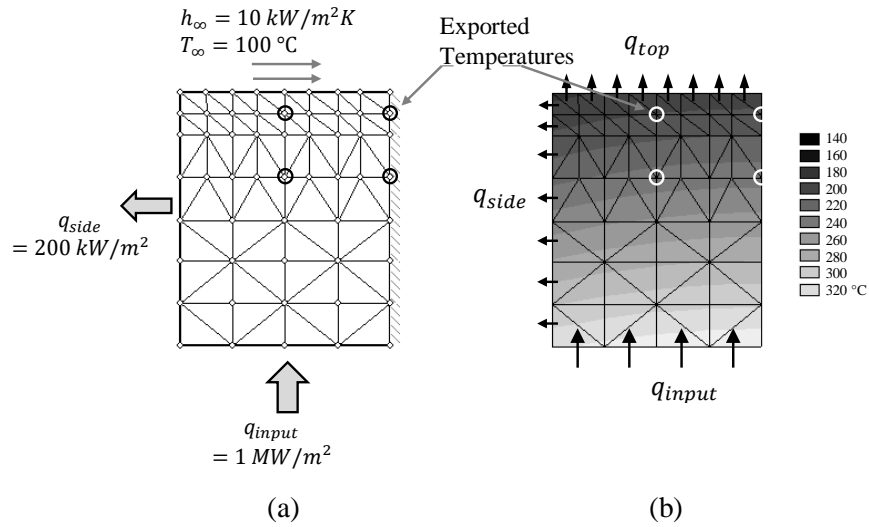 h∞ = 10 kW/m²K
T∞ = 100 °C
Exported
Temperatures
q_top
q_side
= 200 kW/m²
q_side
140
160
180
200
220
240
260
280
300
320 °C
q_input
= 1 MW/m²
q_input
(a)
(b)